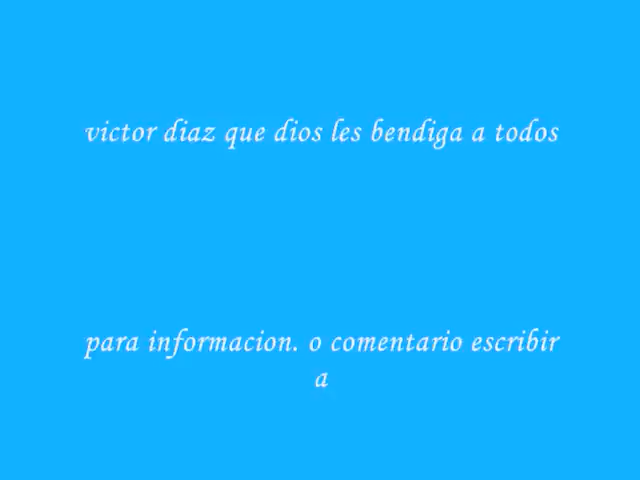 victor diaz que dios les bendiga a todos
para informacion. o comentario escribir
a